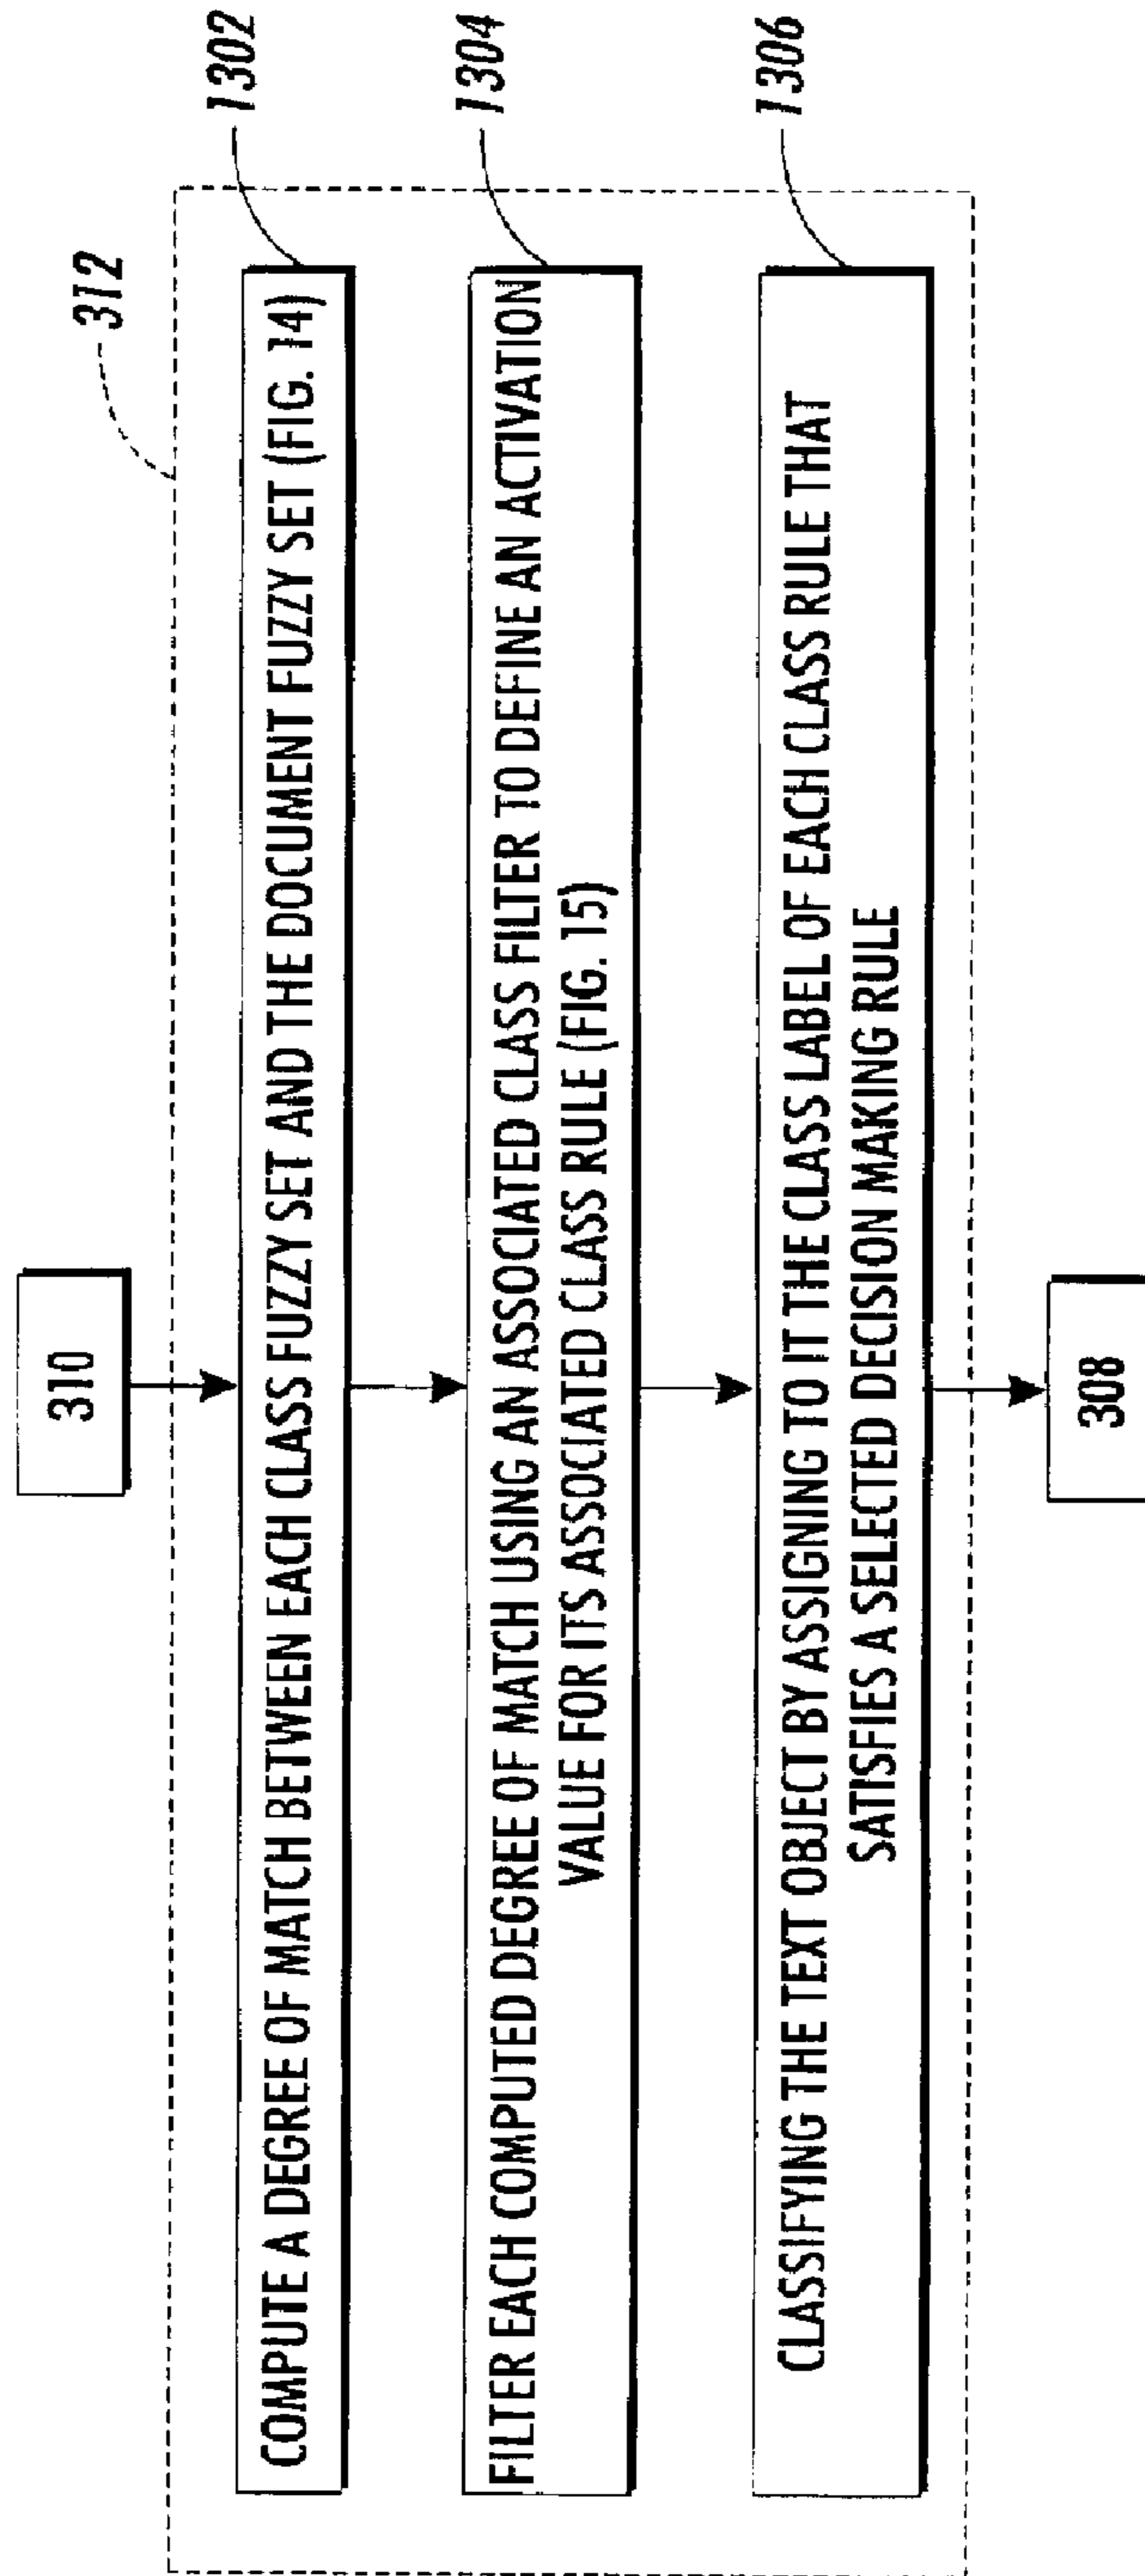 310
312
COMPUTE A DEGREE OF MATCH BETWEEN EACH CLASS FUZZY SET AND THE DOCUMENT FUZZY SET (FIG. 14)
1302
FILTER EACH COMPUTED DEGREE OF MATCH USING AN ASSOCIATED CLASS FILTER TO DEFINE AN ACTIVATION
VALUE FOR ITS ASSOCIATED CLASS RULE (FIG. 15)
1304
CLASSIFYING THE TEXT OBJECT BY ASSIGNING TO IT THE CLASS LABEL OF EACH CLASS RULE THAT
SATISFIES A SELECTED DECISION MAKING RULE
1306
308